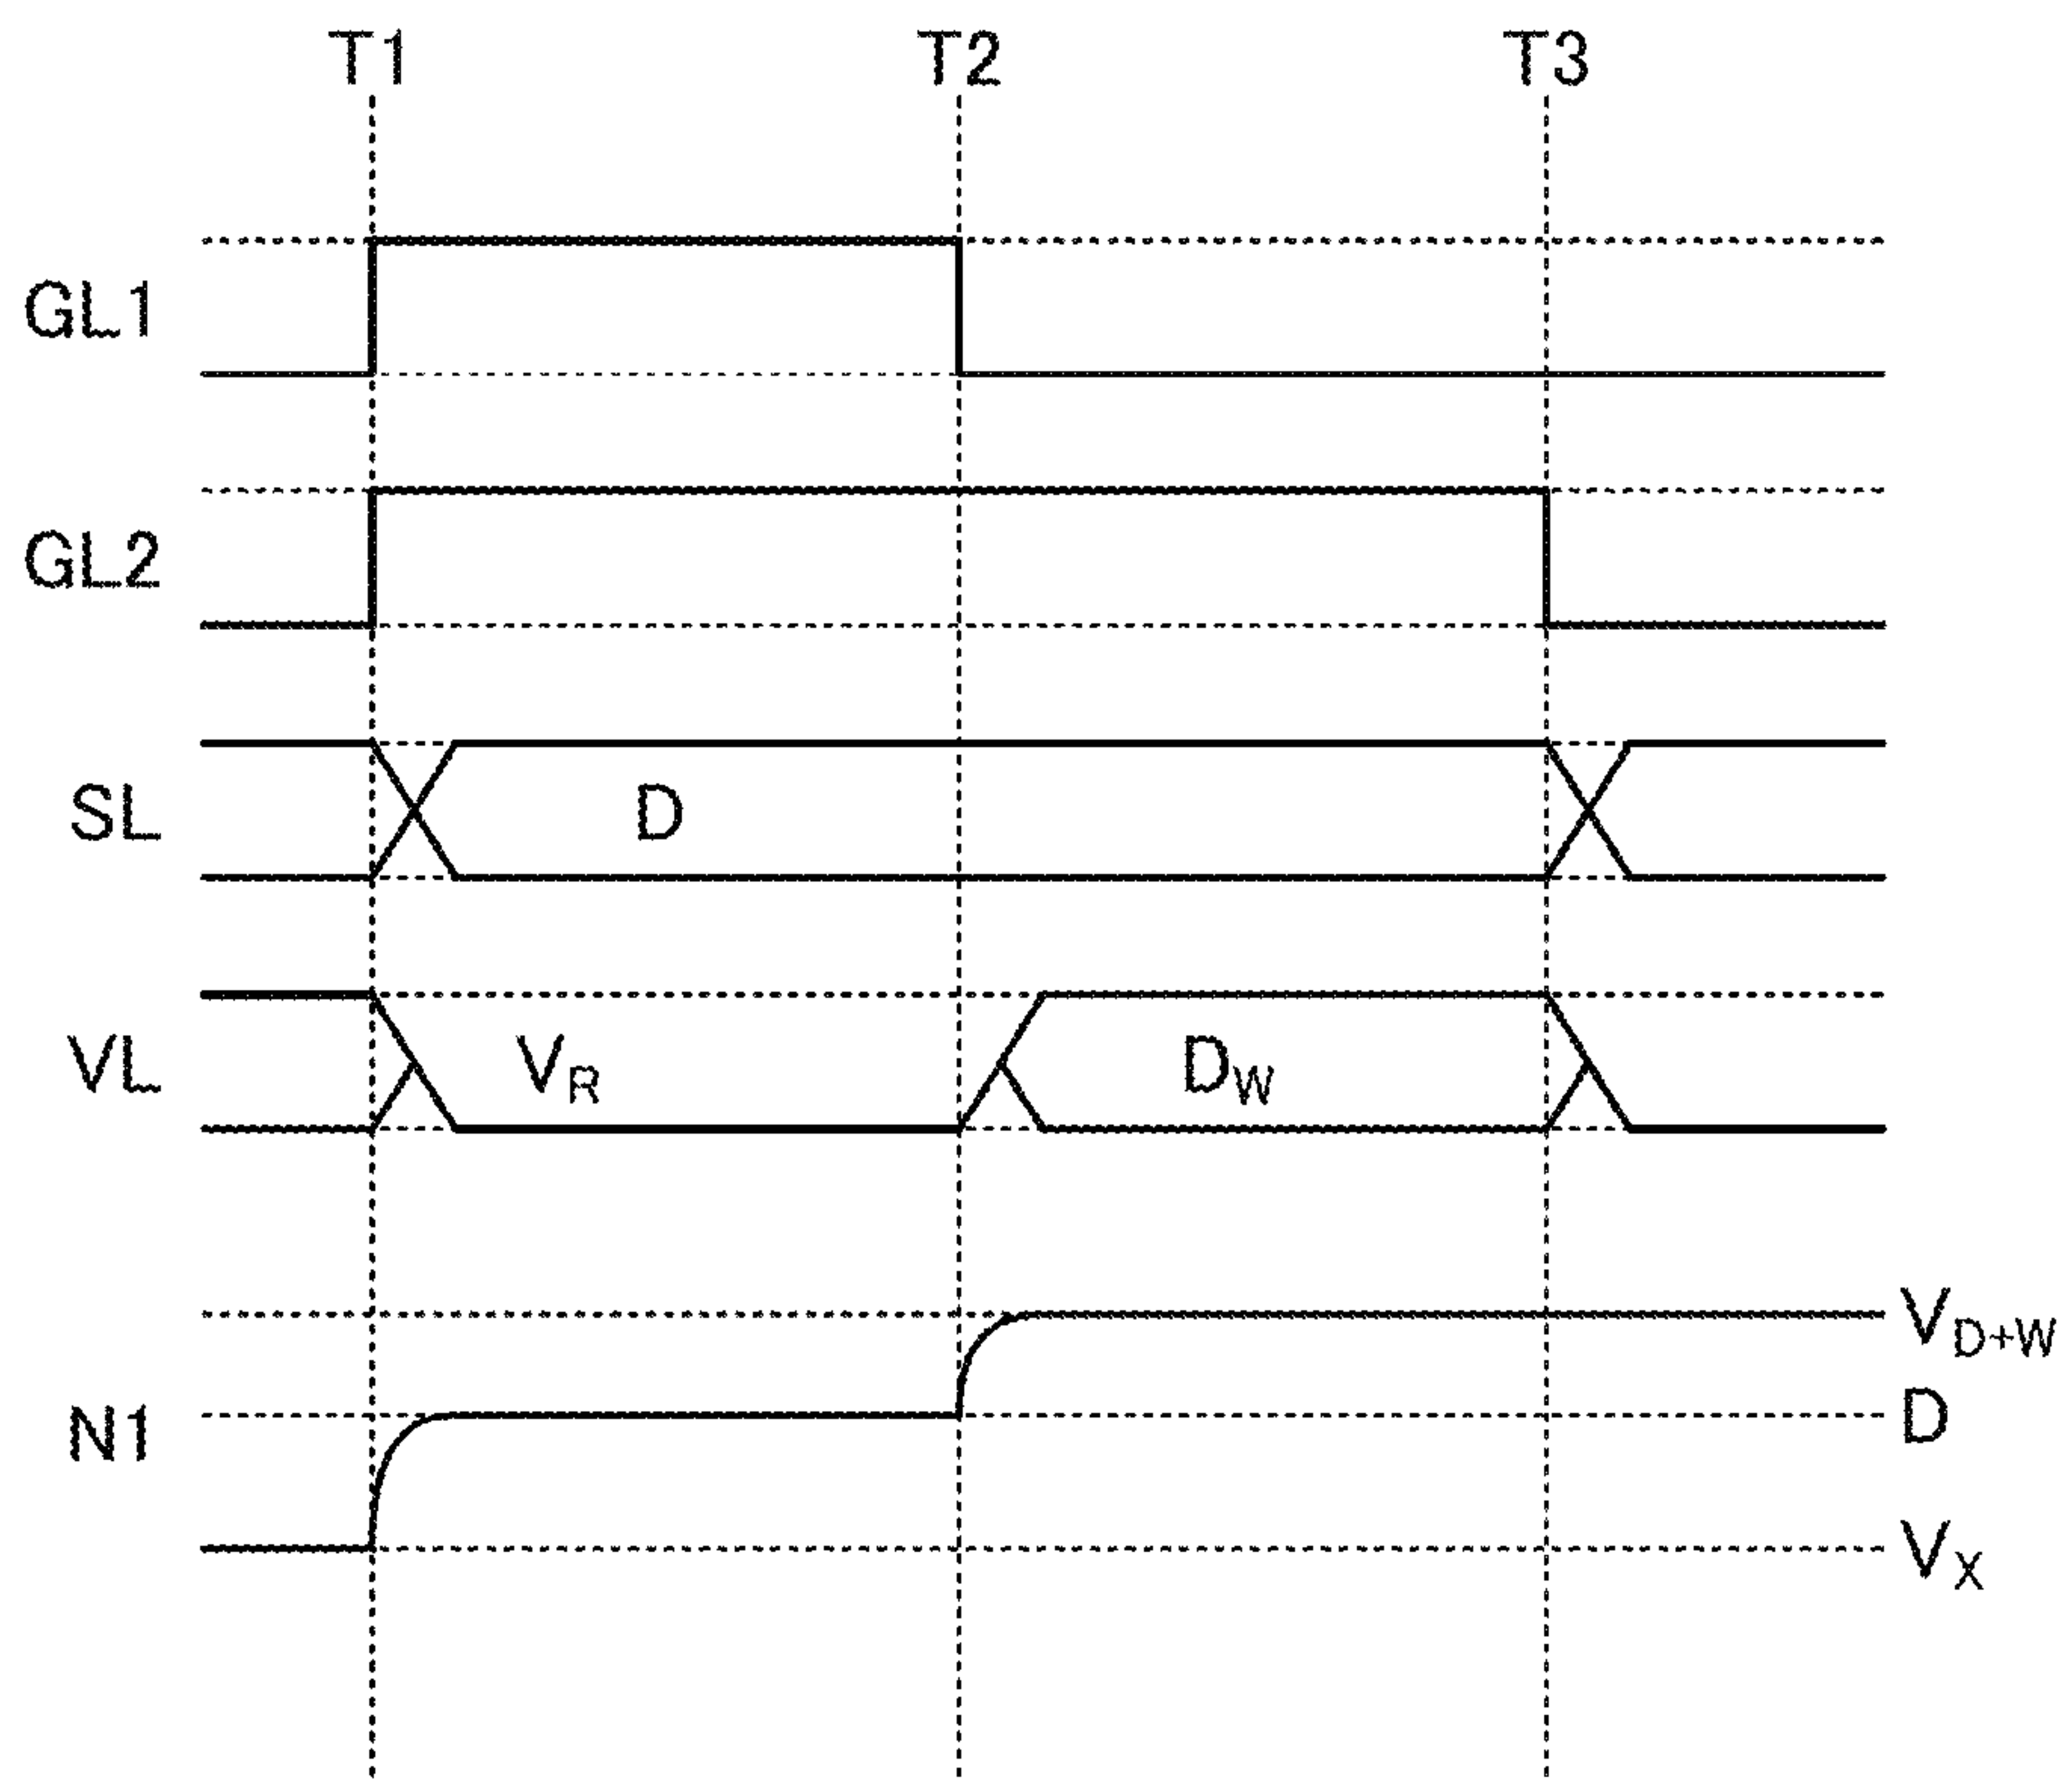 T1 T2 T3
GL1
GL2
SL D
VL V_R D_W
V_D+W
N1 D
V_X